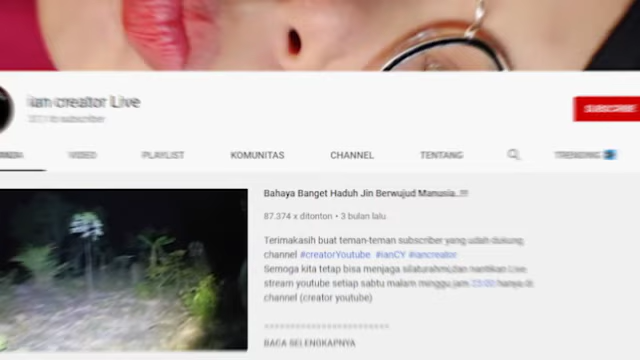 ian creator Live
subscriber
SUBSCRIBE
VIDEO
PLAYLIST
KOMUNITAS
CHANNEL
TENTANG
TRENDING
Bahaya Banget Haduh Jin Berwujud Manusia..!!!
87.374 x ditonton • 3 bulan lalu
Terimakasih buat teman-teman subscriber yang udah dukung
channel #creatorYoutube #ianCY #iancreator
Semoga kita tetap bisa menjaga silaturahmi,dan nantikan Live
stream youtube setiap sabtu malam minggu jam 23:00 hanya di
channel (creator youtube)
BACA SELENGKAPNYA